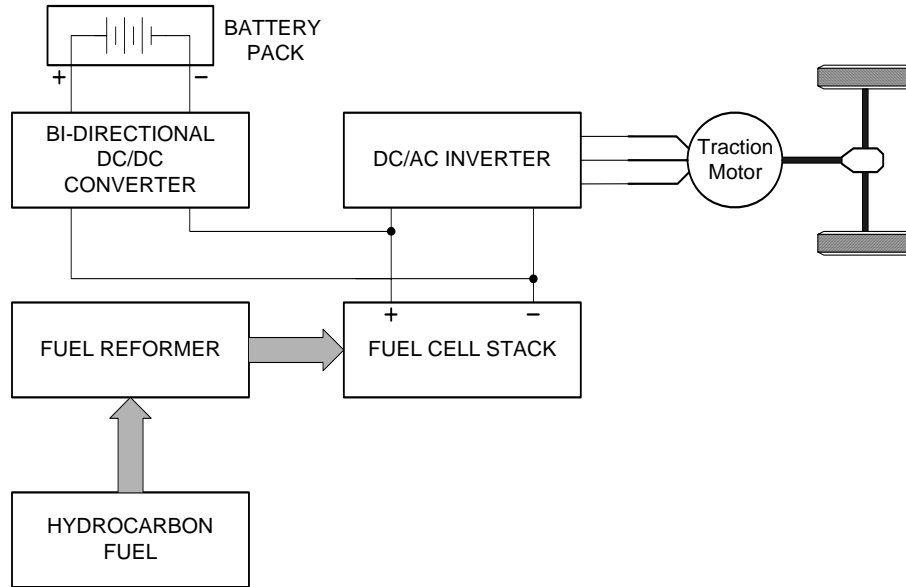 BATTERY
PACK
+
−
BI-DIRECTIONAL
DC/DC
CONVERTER
DC/AC INVERTER
Traction
Motor
+
−
FUEL REFORMER
FUEL CELL STACK
HYDROCARBON
FUEL